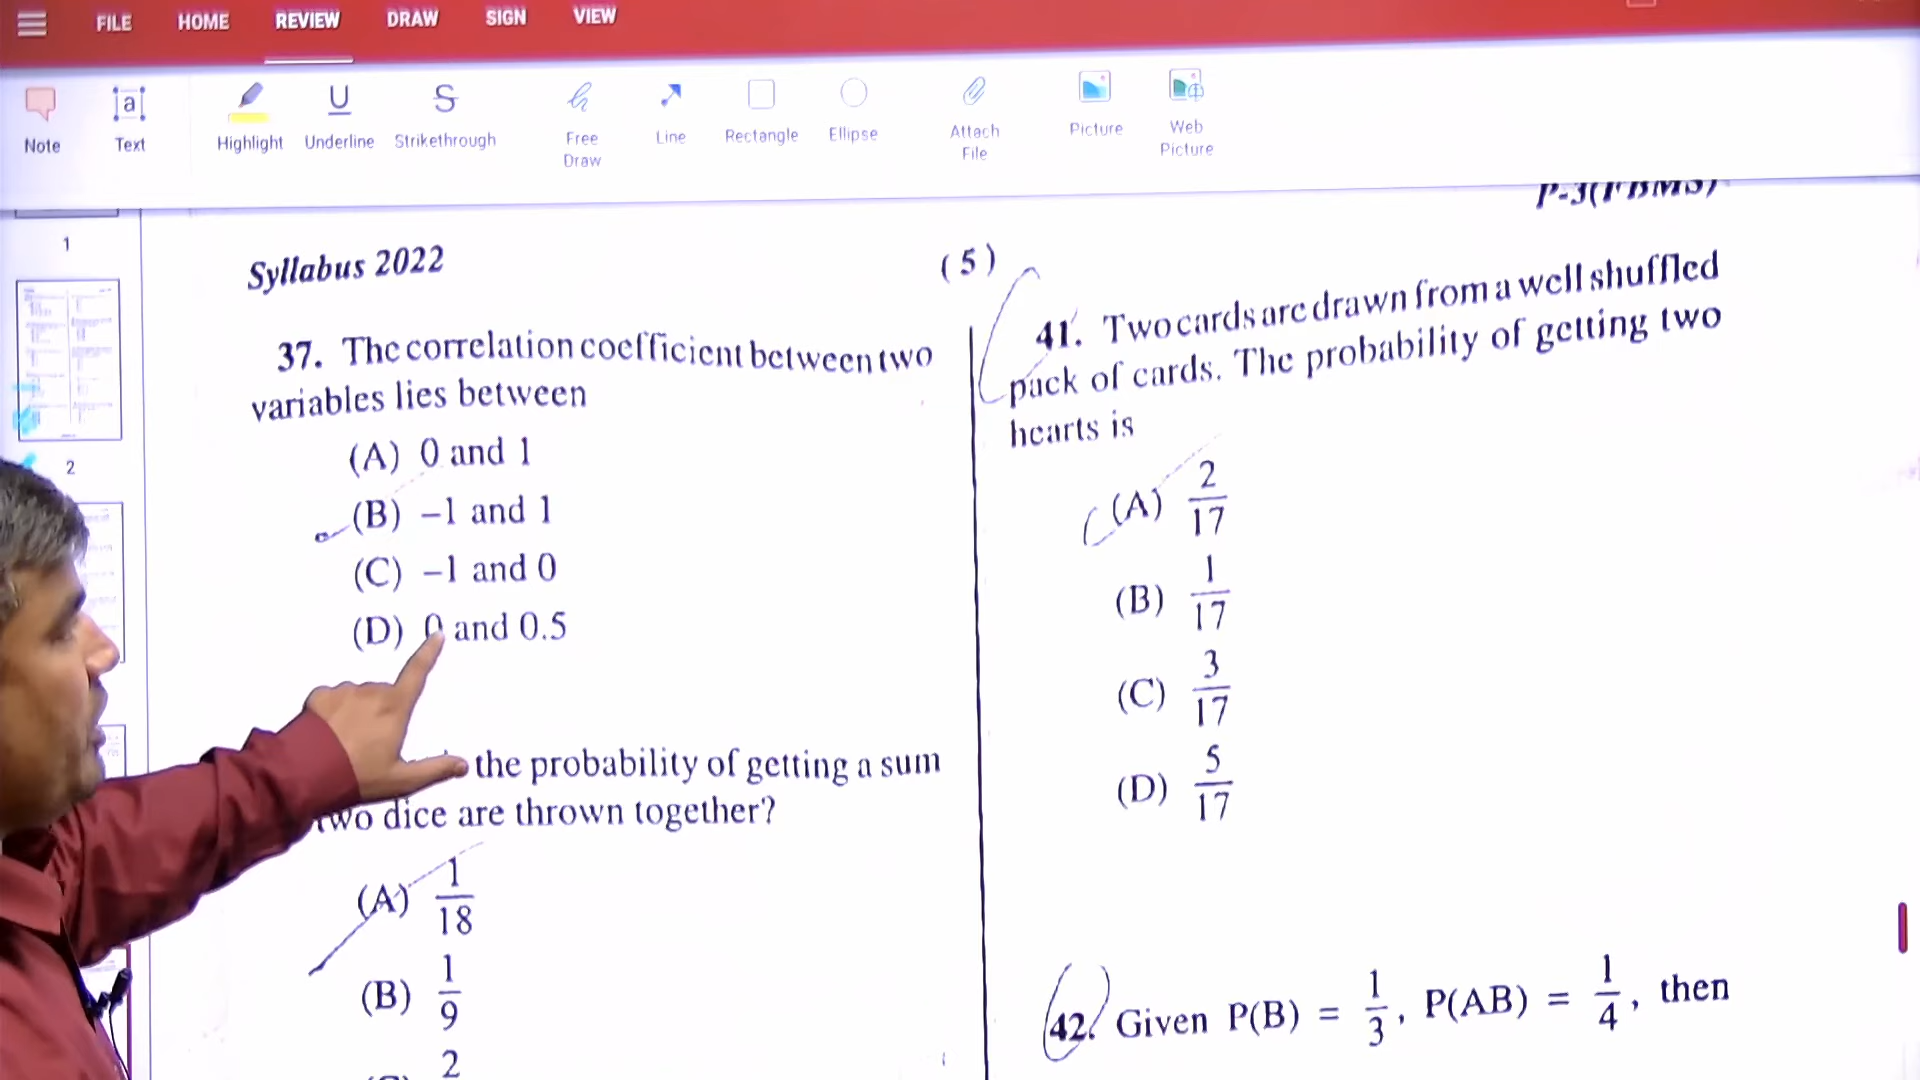 FILE HOME REVIEW DRAW SIGN VIEW
Note Text Highlight Underline Strikethrough Free Draw Line Rectangle Ellipse Attach File Picture Web Picture
1
2
Syllabus 2022
(5)
37. The correlation coefficient between two
variables lies between
(A) 0 and 1
(B) –1 and 1
(C) –1 and 0
(D) 0 and 0.5
the probability of getting a sum
two dice are thrown together?
(A) 1/18
(B) 1/9
2
41. Two cards are drawn from a well shuffled
pack of cards. The probability of getting two
hearts is
(A) 2/17
(B) 1/17
(C) 3/17
(D) 5/17
42. Given P(B) = 1/3, P(AB) = 1/4, then